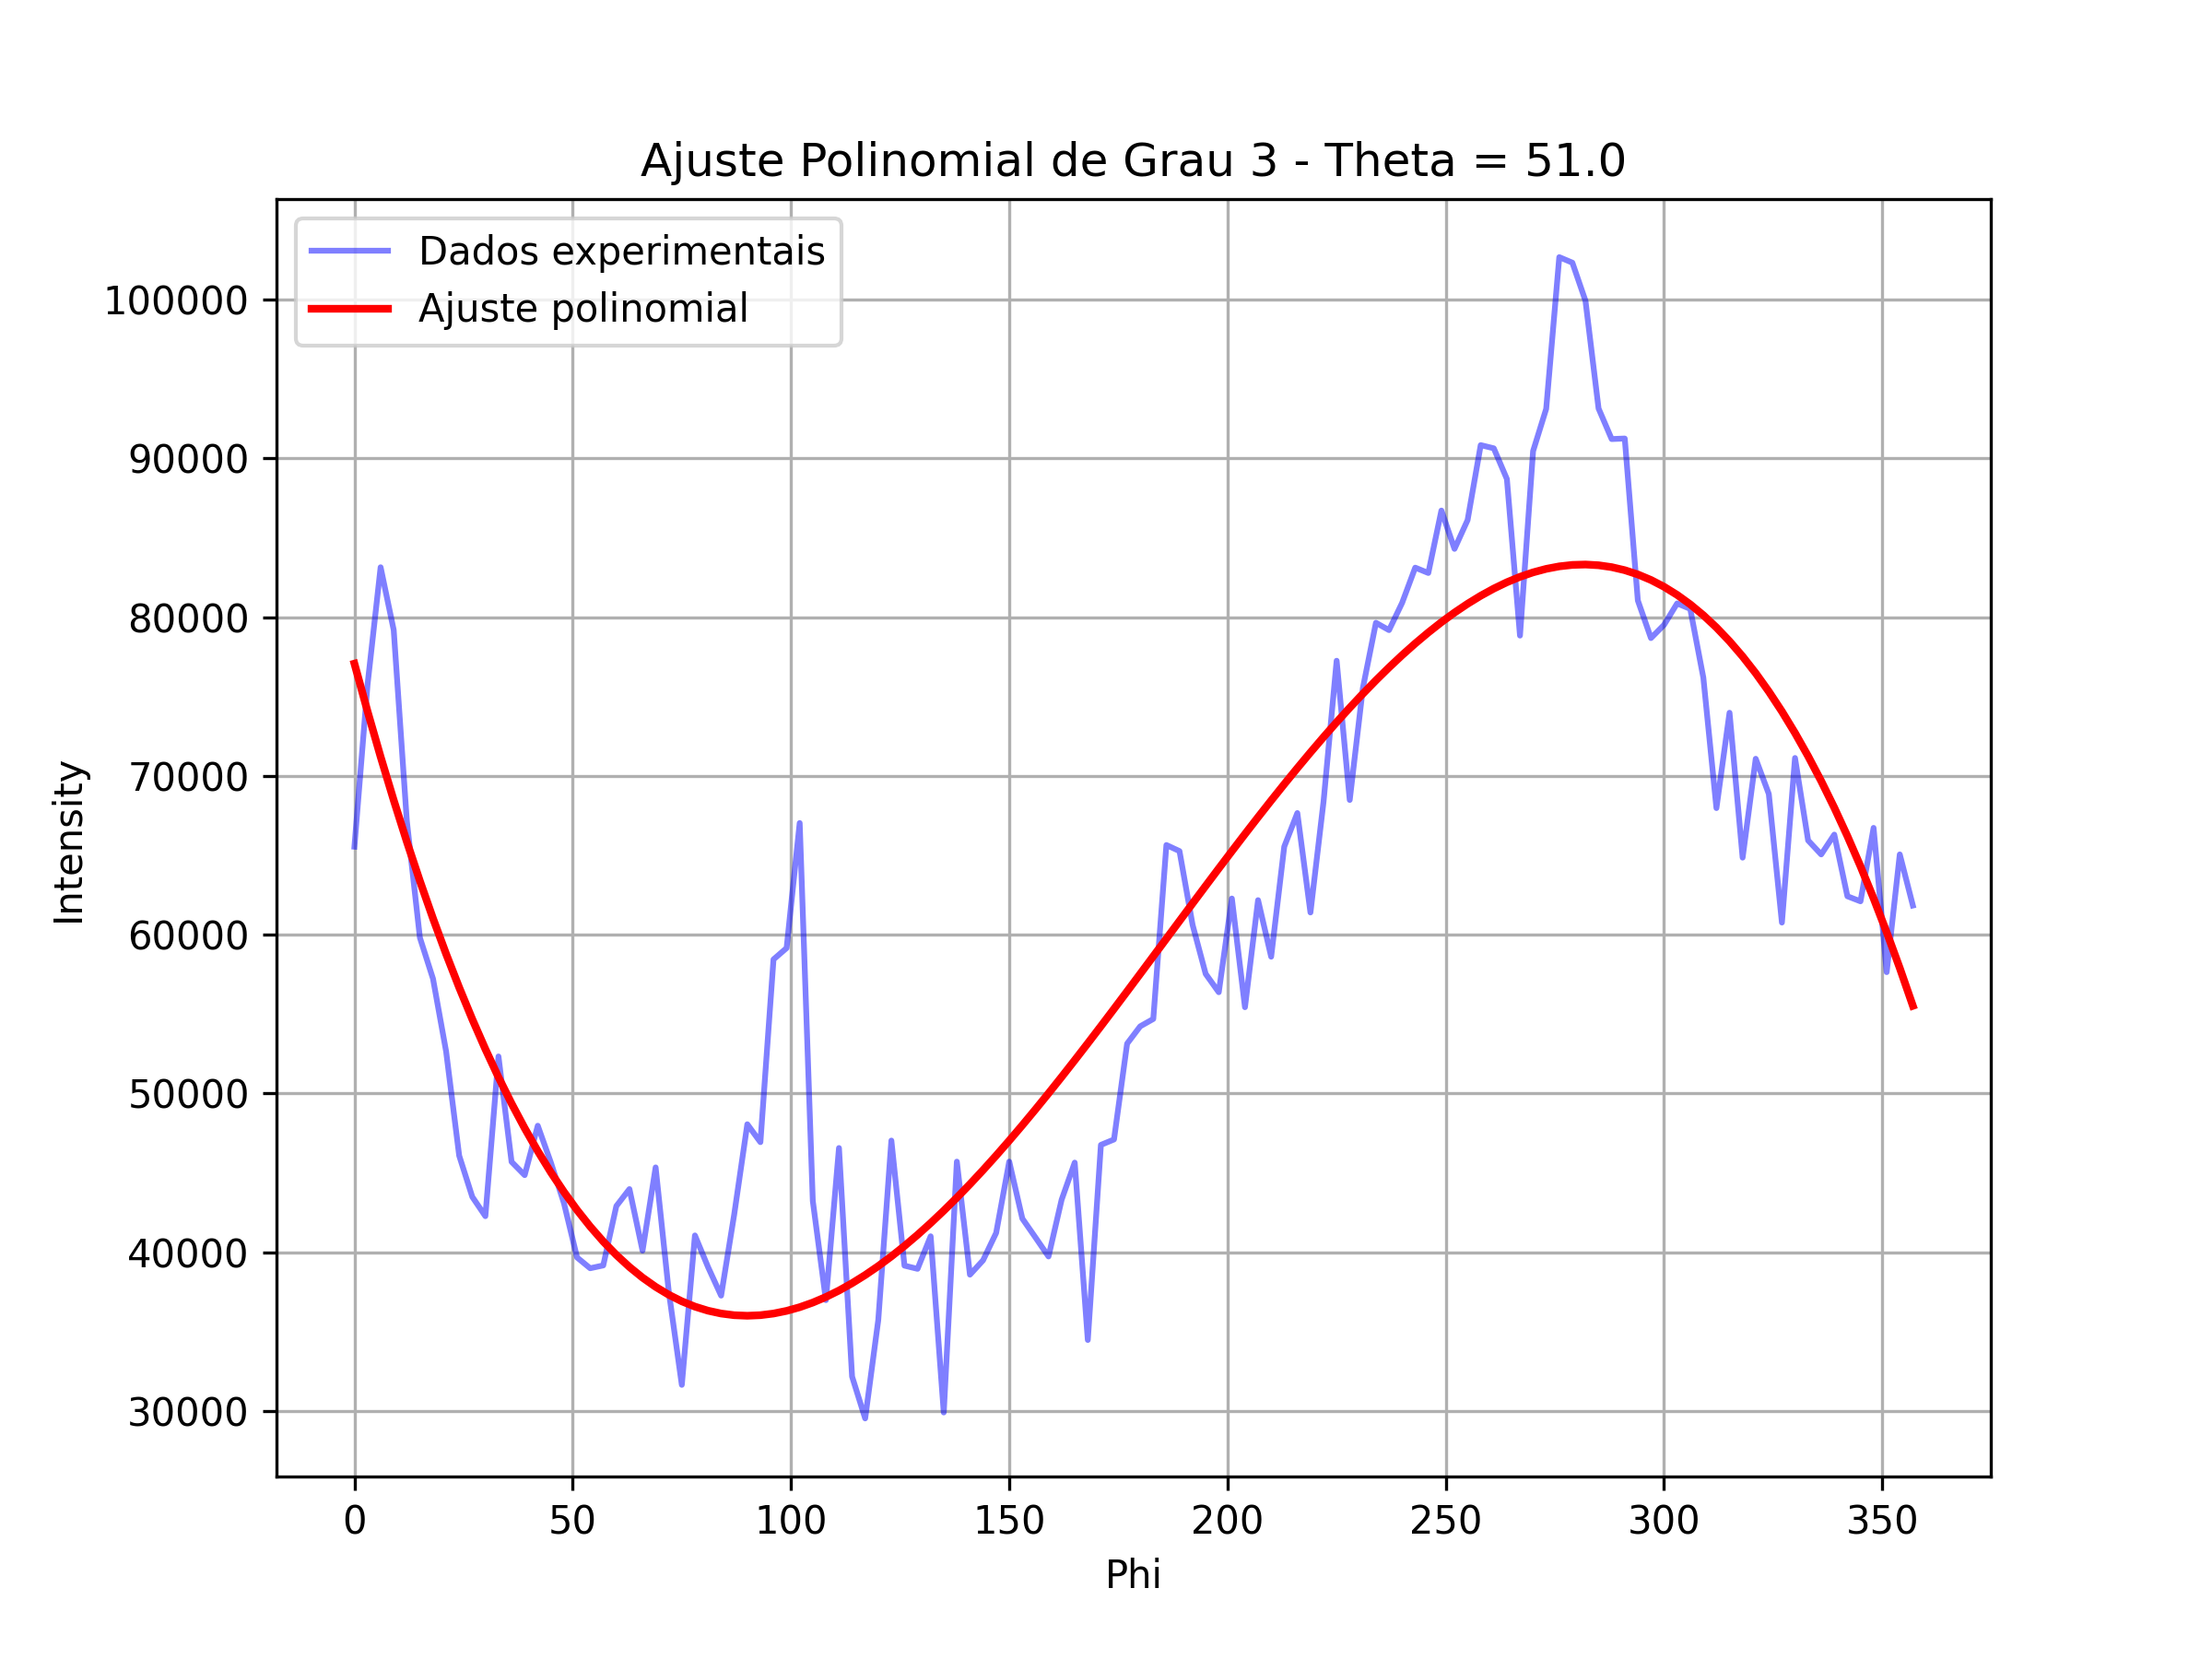 Ajuste Polinomial de Grau 3 - Theta = 51.0
Dados experimentais
Ajuste polinomial
100000
90000
80000
70000
60000
50000
40000
30000
Intensity
0 50 100 150 200 250 300 350
Phi